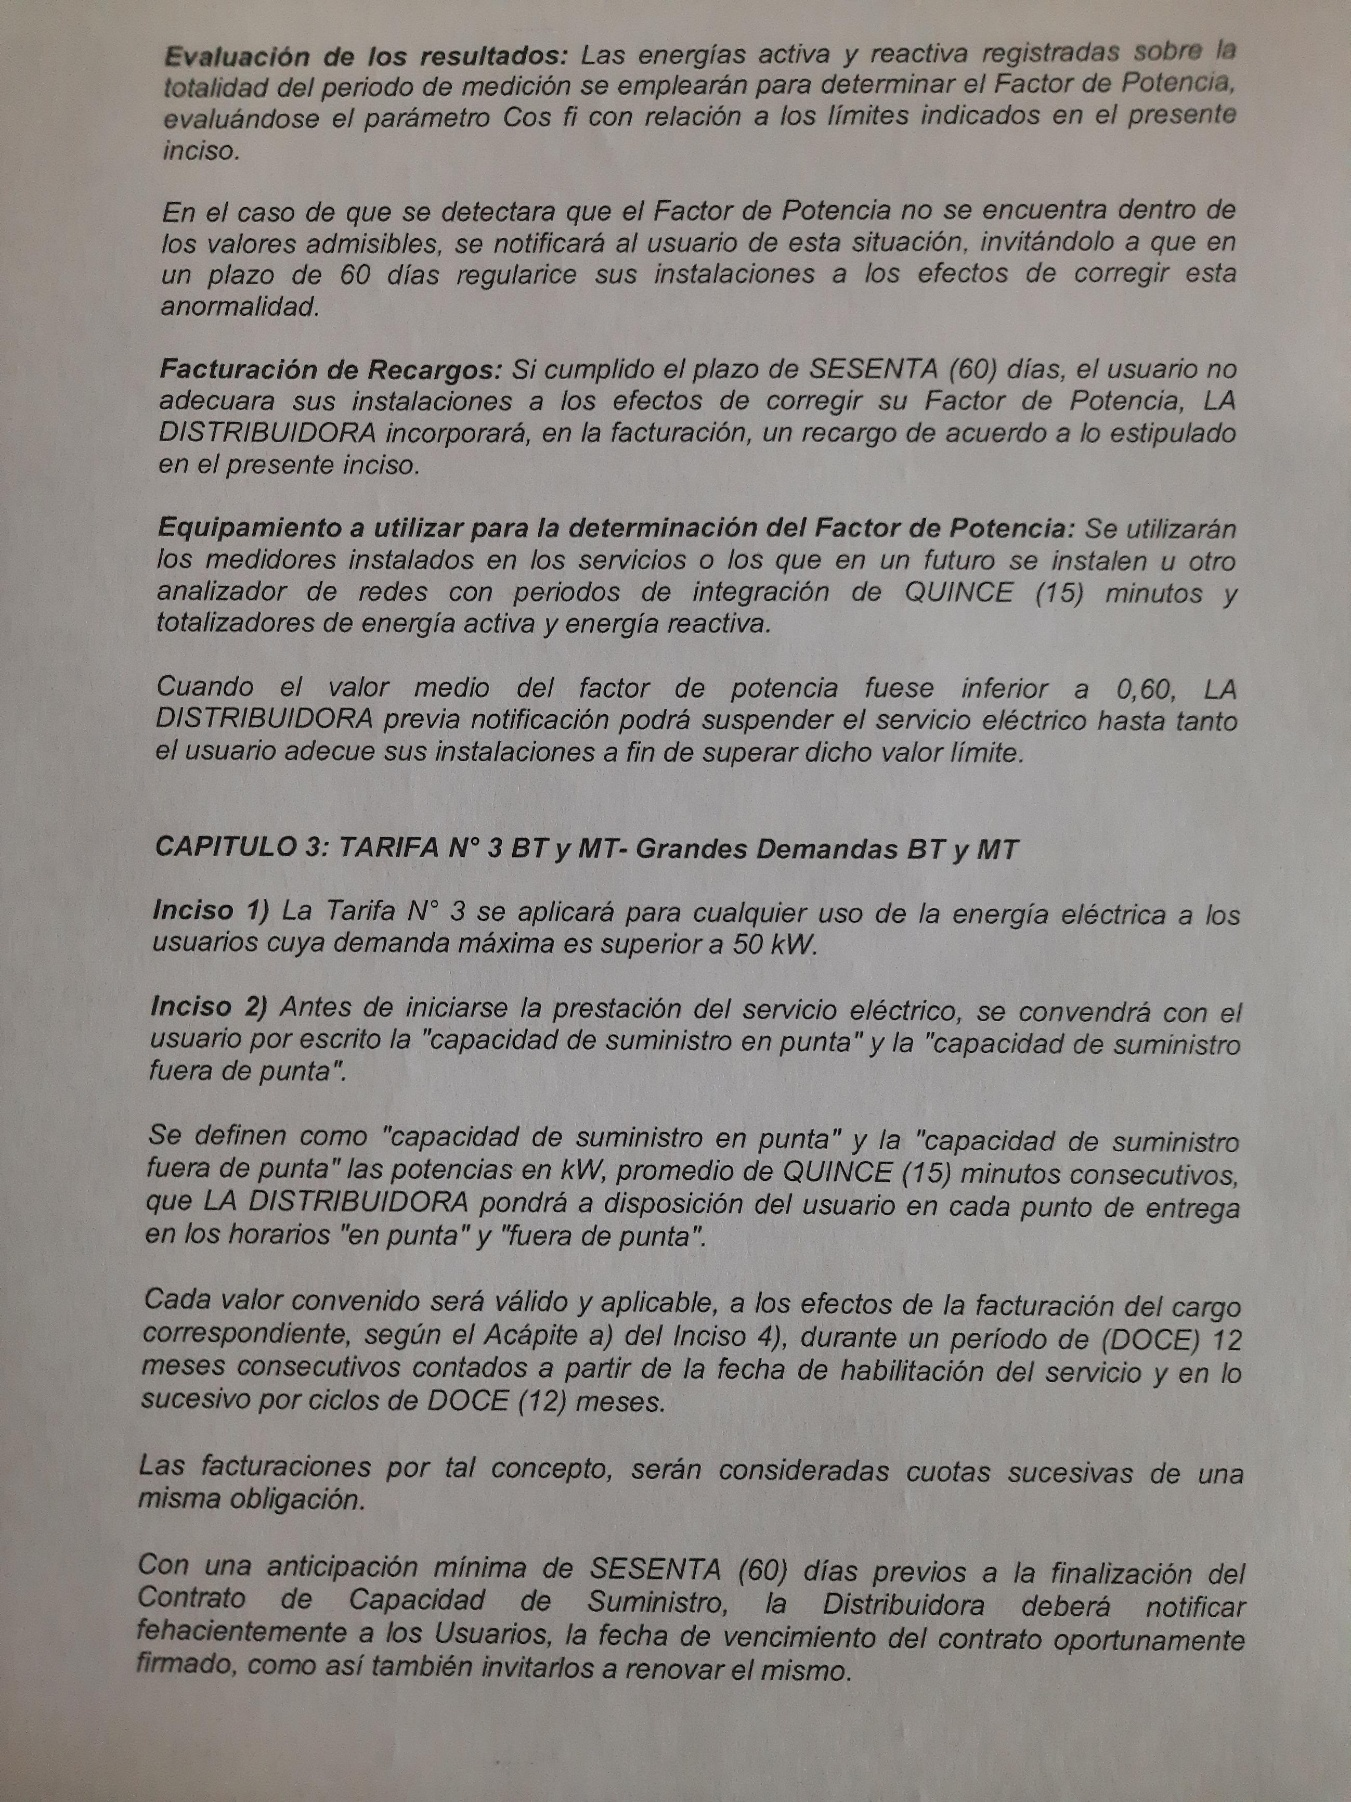 Evaluación de los resultados: Las energías activa y reactiva registradas sobre la
totalidad del periodo de medición se emplearán para determinar el Factor de Potencia,
evaluándose el parámetro Cos fi con relación a los límites indicados en el presente
inciso.
En el caso de que se detectara que el Factor de Potencia no se encuentra dentro de
los valores admisibles, se notificará al usuario de esta situación, invitándolo a que en
un plazo de 60 días regularice sus instalaciones a los efectos de corregir esta
anormalidad.
Facturación de Recargos: Si cumplido el plazo de SESENTA (60) días, el usuario no
adecuara sus instalaciones a los efectos de corregir su Factor de Potencia, LA
DISTRIBUIDORA incorporará, en la facturación, un recargo de acuerdo a lo estipulado
en el presente inciso.
Equipamiento a utilizar para la determinación del Factor de Potencia: Se utilizarán
los medidores instalados en los servicios o los que en un futuro se instalen u otro
analizador de redes con periodos de integración de QUINCE (15) minutos y
totalizadores de energía activa y energía reactiva.
Cuando el valor medio del factor de potencia fuese inferior a 0,60, LA
DISTRIBUIDORA previa notificación podrá suspender el servicio eléctrico hasta tanto
el usuario adecue sus instalaciones a fin de superar dicho valor límite.
CAPITULO 3: TARIFA N° 3 BT y MT- Grandes Demandas BT y MT
Inciso 1) La Tarifa N° 3 se aplicará para cualquier uso de la energía eléctrica a los
usuarios cuya demanda máxima es superior a 50 kW.
Inciso 2) Antes de iniciarse la prestación del servicio eléctrico, se convendrá con el
usuario por escrito la "capacidad de suministro en punta" y la "capacidad de suministro
fuera de punta".
Se definen como "capacidad de suministro en punta" y la "capacidad de suministro
fuera de punta" las potencias en kW, promedio de QUINCE (15) minutos consecutivos,
que LA DISTRIBUIDORA pondrá a disposición del usuario en cada punto de entrega
en los horarios "en punta" y "fuera de punta".
Cada valor convenido será válido y aplicable, a los efectos de la facturación del cargo
correspondiente, según el Acápite a) del Inciso 4), durante un período de (DOCE) 12
meses consecutivos contados a partir de la fecha de habilitación del servicio y en lo
sucesivo por ciclos de DOCE (12) meses.
Las facturaciones por tal concepto, serán consideradas cuotas sucesivas de una
misma obligación.
Con una anticipación mínima de SESENTA (60) días previos a la finalización del
Contrato de Capacidad de Suministro, la Distribuidora deberá notificar
fehacientemente a los Usuarios, la fecha de vencimiento del contrato oportunamente
firmado, como así también invitarlos a renovar el mismo.